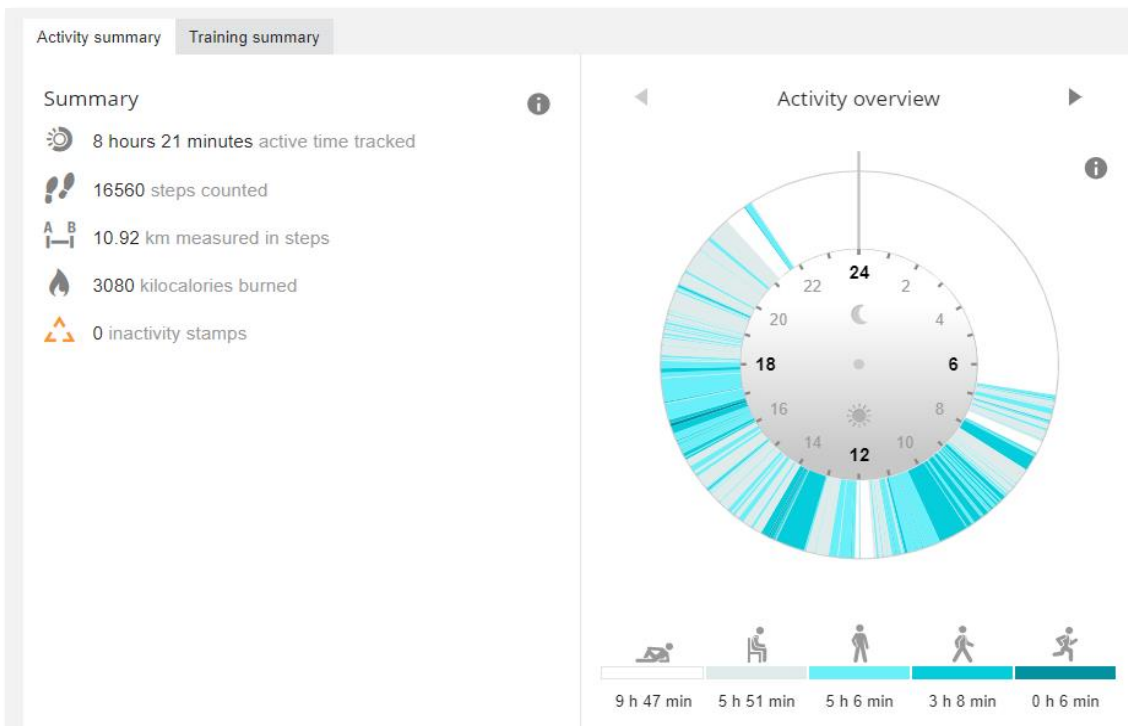 Activity summary Training summary
Summary
8 hours 21 minutes active time tracked
16560 steps counted
A B
10.92 km measured in steps
3080 kilocalories burned
0 inactivity stamps
Activity overview
24
22 2
20 4
18 6
16 8
14 10
12
9 h 47 min 5 h 51 min 5 h 6 min 3 h 8 min 0 h 6 min